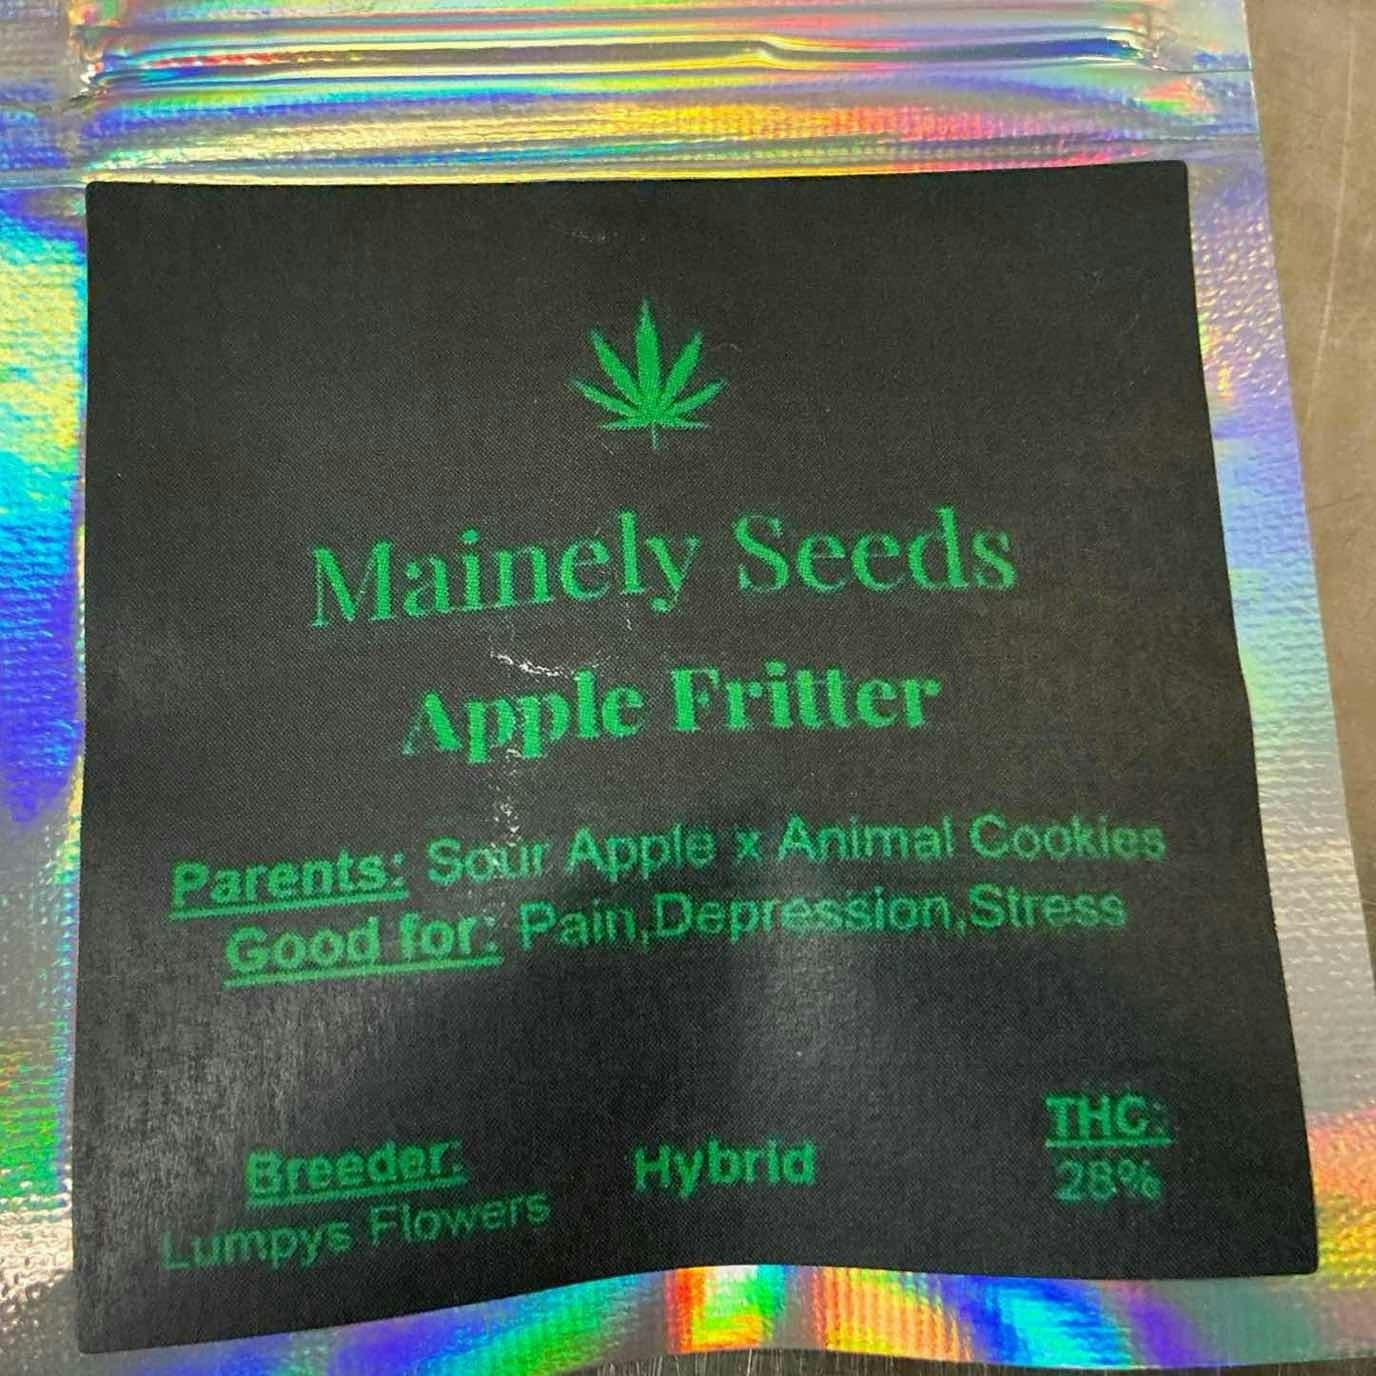 Mainely Seeds
Apple Fritter
Parents: Sour Apple x Animal Cookies
Good for: Pain,Depression,Stress
Breeder:
Lumpys Flowers
Hybrid
THC:
28%